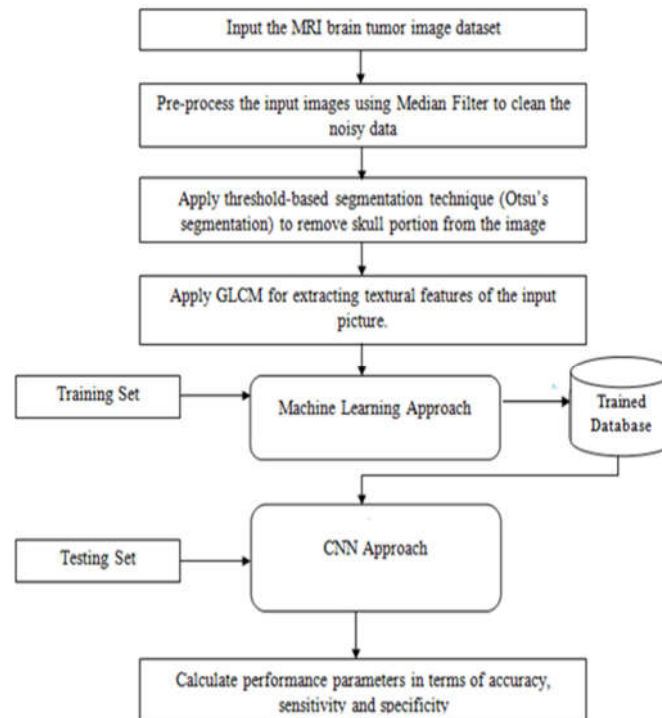 Input the MRI brain tumor image dataset
Pre-process the input images using Median Filter to clean the
noisy data
Apply threshold-based segmentation technique (Otsu's
segmentation) to remove skull portion from the image
Apply GLCM for extracting textural features of the input
picture.
Training Set
Machine Learning Approach
Trained
Database
CNN Approach
Testing Set
Calculate performance parameters in terms of accuracy,
sensitivity and specificity